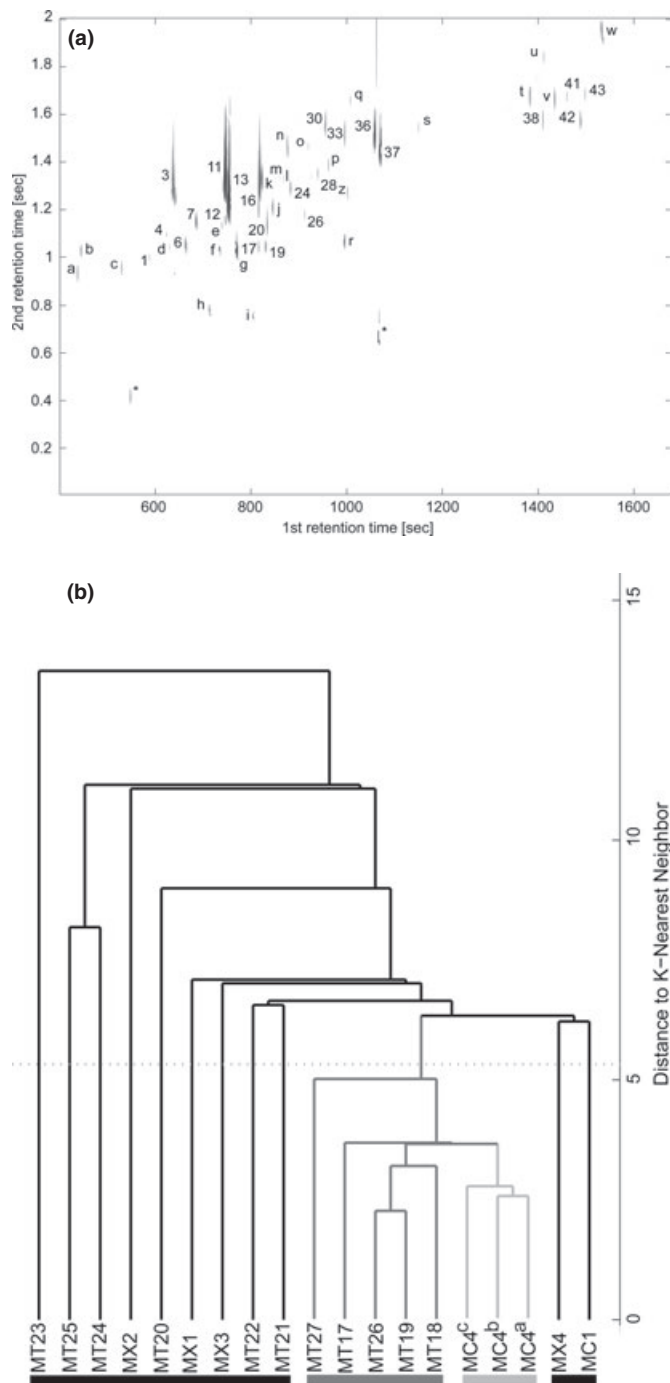 (a)
2
1.8
1.6
1.4
1.2
1
0.8
0.6
0.4
0.2
2nd retention time [sec]
w
u
t
v
41
43
38
42
q
s
30
33
36
37
n
o
p
m
l
28
z
24
26
3
11
13
k
16
j
12
7
e
20
4
d
6
f
17
19
g
r
b
a
c
1
h
i
*
*
600
800
1000
1200
1400
1600
1st retention time [sec]
(b)
15
10
5
0
Distance to K-Nearest Neighbor
MT23
MT25
MT24
MX2
MT20
MX1
MX3
MT22
MT21
MT27
MT17
MT26
MT19
MT18
MC4c
MC4b
MC4a
MX4
MC1